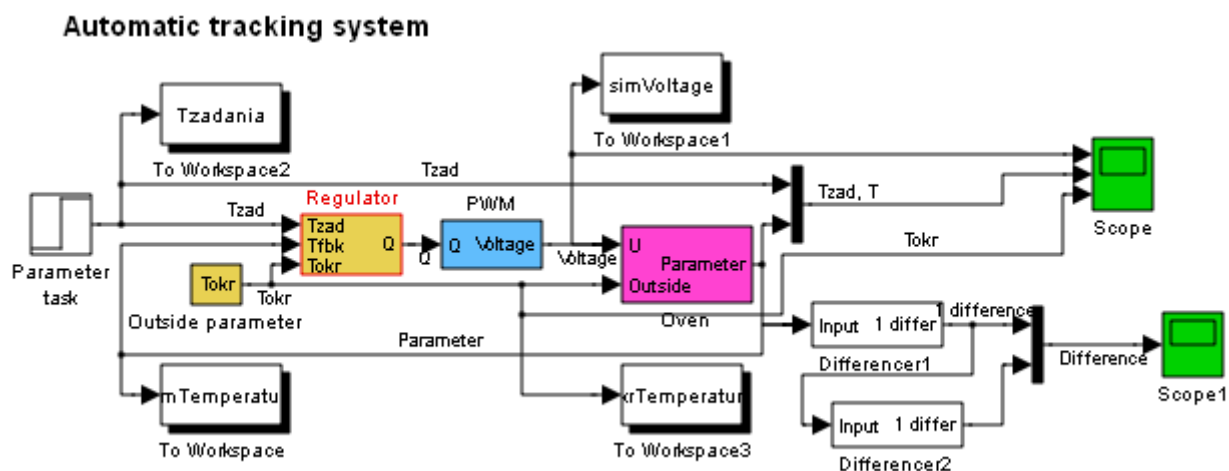 Automatic tracking system
simVoltage
Tzadania
To Workspace1
To Workspace2
Tzad
Regulator
PWM
Tzad, T
Scope
Tzad
Tzad
Tfbk
Tokr
Q
Q
Q
Voltage
Voltage
U
Parameter
Outside
Oven
Tokr
Parameter
task
Tokr
Tokr
Outside parameter
Parameter
Input
1 differ
1 difference
Differencer1
Difference
Scope1
mTemperatu
To Workspace
krTemperatur
To Workspace3
Input
1 differ
Differencer2